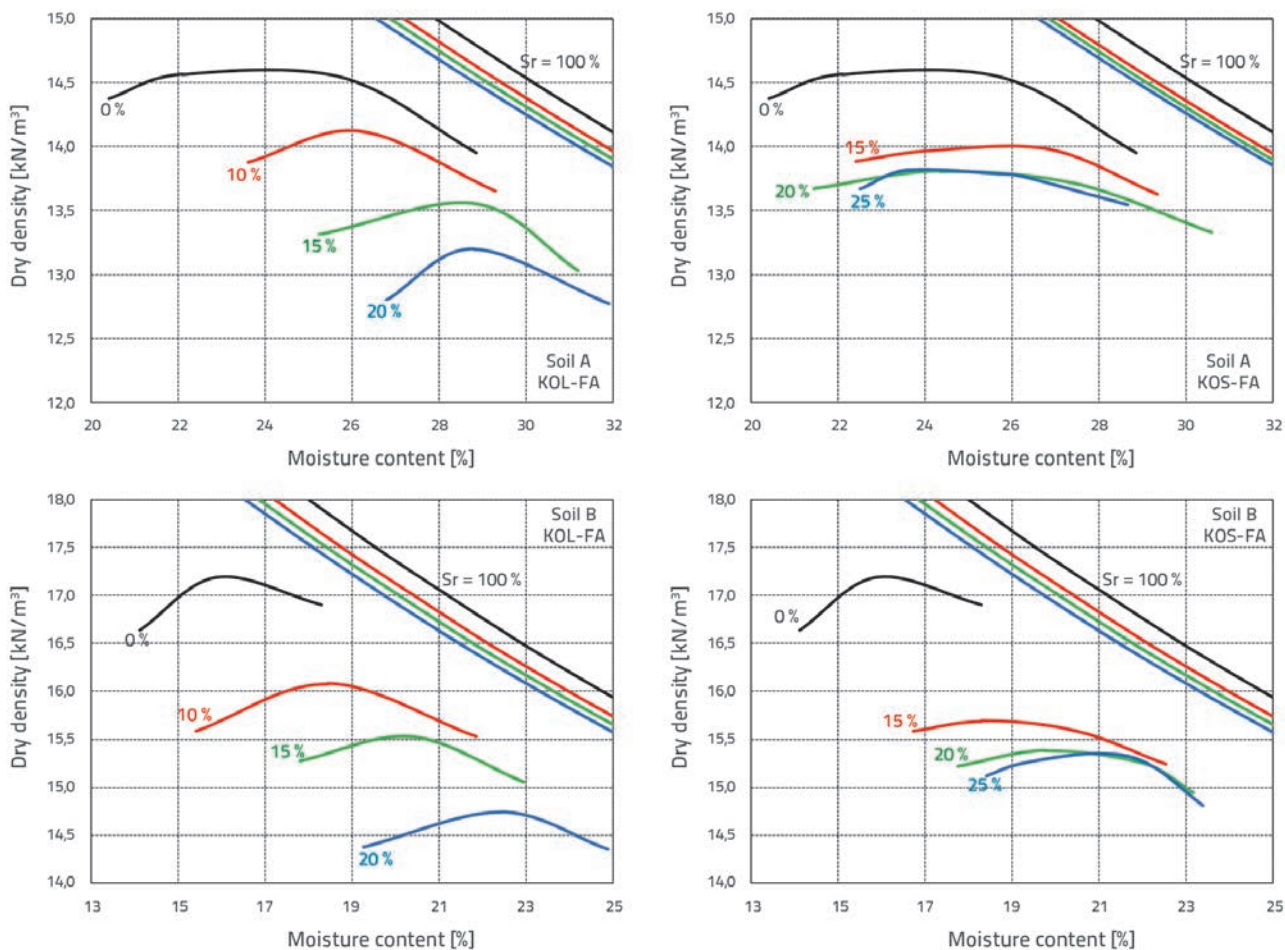 Dry density [kN/m³]
15,0
14,5
14,0
13,5
13,0
12,5
12,0
Sr = 100 %
0 %
10 %
15 %
20 %
Soil A
KOL-FA
20 22 24 26 28 30 32
Moisture content [%]
Dry density [kN/m³]
15,0
14,5
14,0
13,5
13,0
12,5
12,0
Sr = 100 %
0 %
15 %
20 %
25 %
Soil A
KOS-FA
15 17 19 21 28 30 32
Moisture content [%]
Dry density [kN/m³]
18,0
17,5
17,0
16,5
16,0
15,5
15,0
14,5
14,0
Soil B
KOL-FA
Sr = 100 %
0 %
10 %
15 %
20 %
13 15 17 19 21 23 25
Moisture content [%]
Dry density [kN/m³]
18,0
17,5
17,0
16,5
16,0
15,5
15,0
14,5
14,0
Soil B
KOS-FA
Sr = 100 %
0 %
15 %
20 %
25 %
13 15 17 19 21 23 25
Moisture content [%]